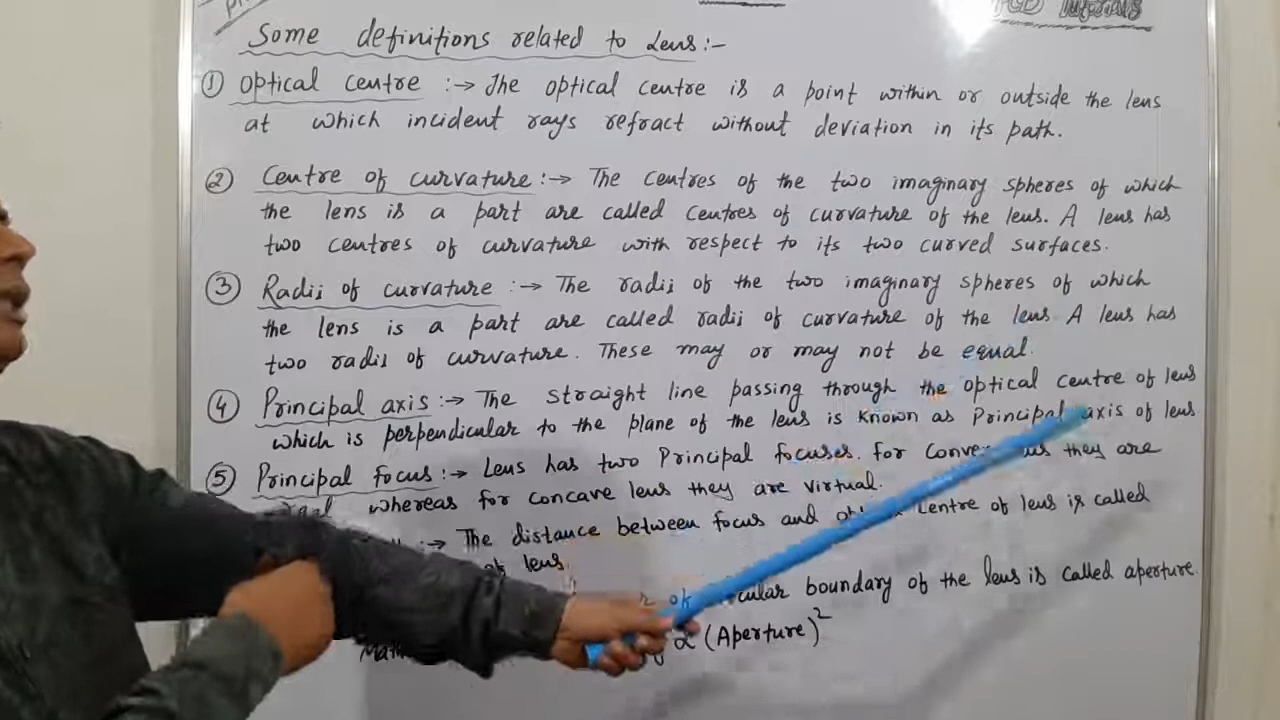 Some definitions related to Lens:-
① Optical centre :→ The optical centre is a point within or outside the lens
at which incident rays refract without deviation in its path.
② Centre of curvature :→ The centres of the two imaginary spheres of which
the lens is a part are called centres of curvature of the lens. A lens has
two centres of curvature with respect to its two curved surfaces.
③ Radii of curvature :→ The radii of the two imaginary spheres of which
the lens is a part are called radii of curvature of the lens A lens has
two radii of curvature. These may or may not be equal.
④ Principal axis :→ The straight line passing through the optical centre of lens
which is perpendicular to the plane of the lens is known as Principal axis of lens
⑤ Principal focus :→ Lens has two Principal focuses. for they are
whereas for concave lens they are virtual.
:→ The distance between focus and centre of lens is called
of lens.
of boundary of the lens is called aperture.
∝ (Aperture)²